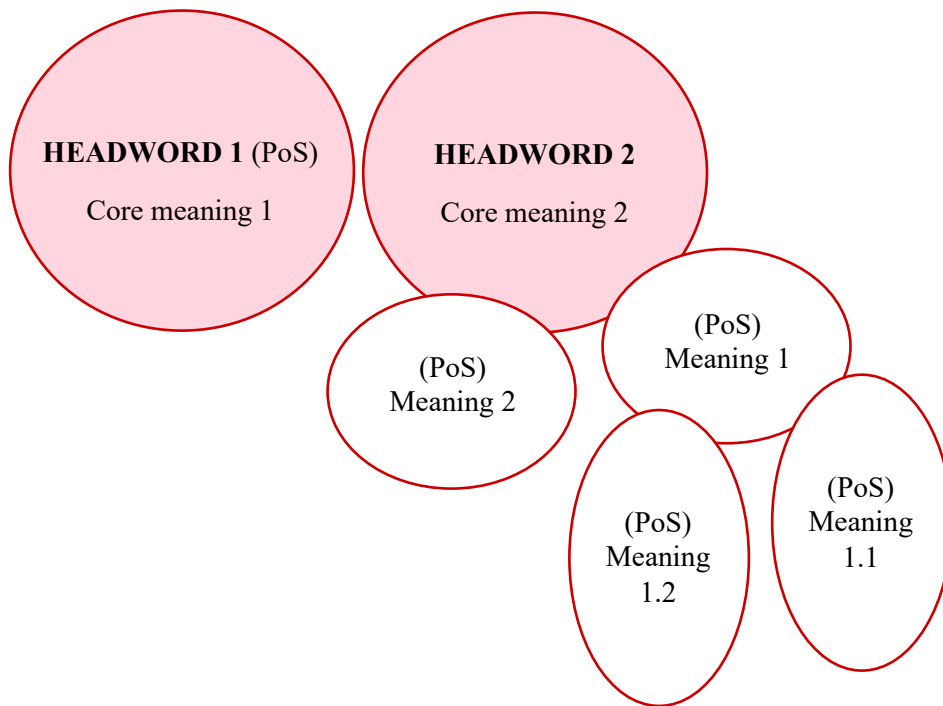 HEADWORD 1 (PoS)
Core meaning 1
HEADWORD 2
Core meaning 2
(PoS)
Meaning 2
(PoS)
Meaning 1
(PoS)
Meaning
1.2
(PoS)
Meaning
1.1